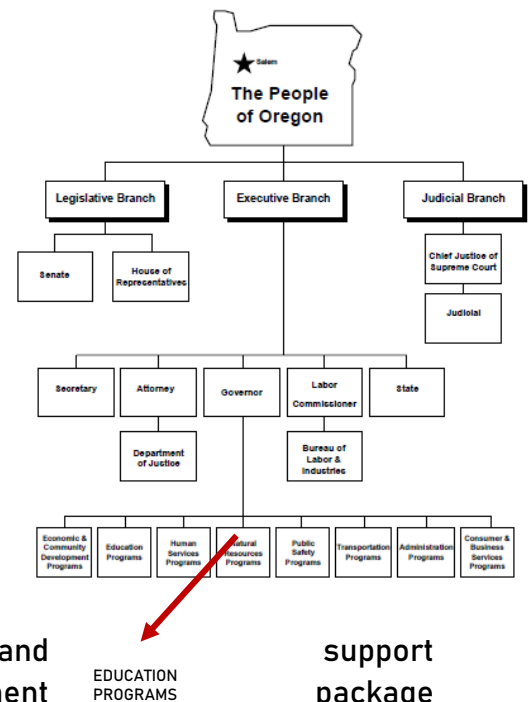 Salem
The People
of Oregon
Legislative Branch
Executive Branch
Judicial Branch
Senate
House of
Representatives
Chief Justice of
Supreme Court
Judicial
Secretary
Attorney
Governor
Labor
Commissioner
State
Department
of Justice
Bureau of
Labor &
Industries
Economic &
Community
Development
Programs
Education
Programs
Human
Services
Programs
Natural
Resources
Programs
Public
Safety
Programs
Transportation
Programs
Administration
Programs
Consumer &
Business
Services
Programs
and
EDUCATION
PROGRAMS
support
package